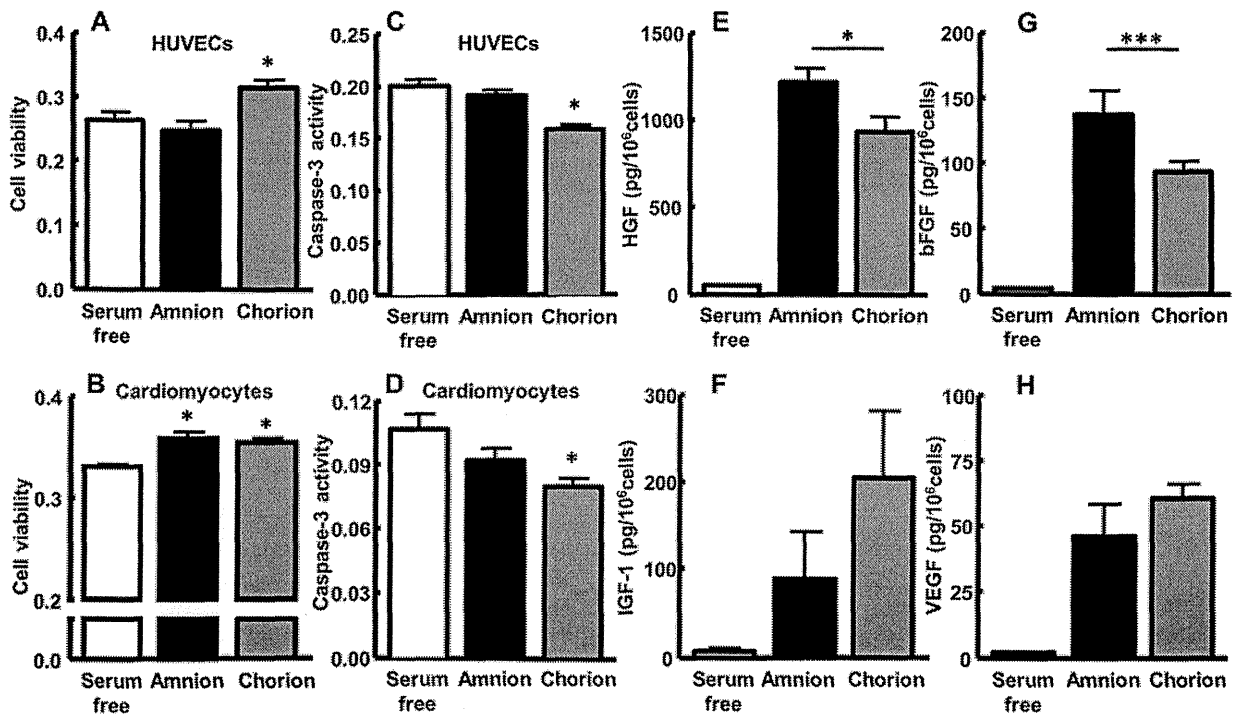 A
HUVECs
*
Cell viability
0.4
0.3
0.2
0.1
0.0
Serum free
Amnion
Chorion
C
HUVECs
*
Caspase-3 activity
0.25
0.20
0.15
0.10
0.05
0.00
Serum free
Amnion
Chorion
E
*
HGF (pg/10⁶cells)
1500
1000
500
0
Serum free
Amnion
Chorion
G
***
bFGF (pg/10⁶cells)
200
150
100
50
0
Serum free
Amnion
Chorion
B
Cardiomyocytes
*
*
Cell viability
0.4
0.3
0.2
0.0
Serum free
Amnion
Chorion
D
Cardiomyocytes
*
Caspase-3 activity
0.12
0.09
0.06
0.03
0.00
Serum free
Amnion
Chorion
F
IGF-1 (pg/10⁶cells)
300
200
100
0
Serum free
Amnion
Chorion
H
VEGF (pg/10⁶cells)
100
75
50
25
0
Serum free
Amnion
Chorion